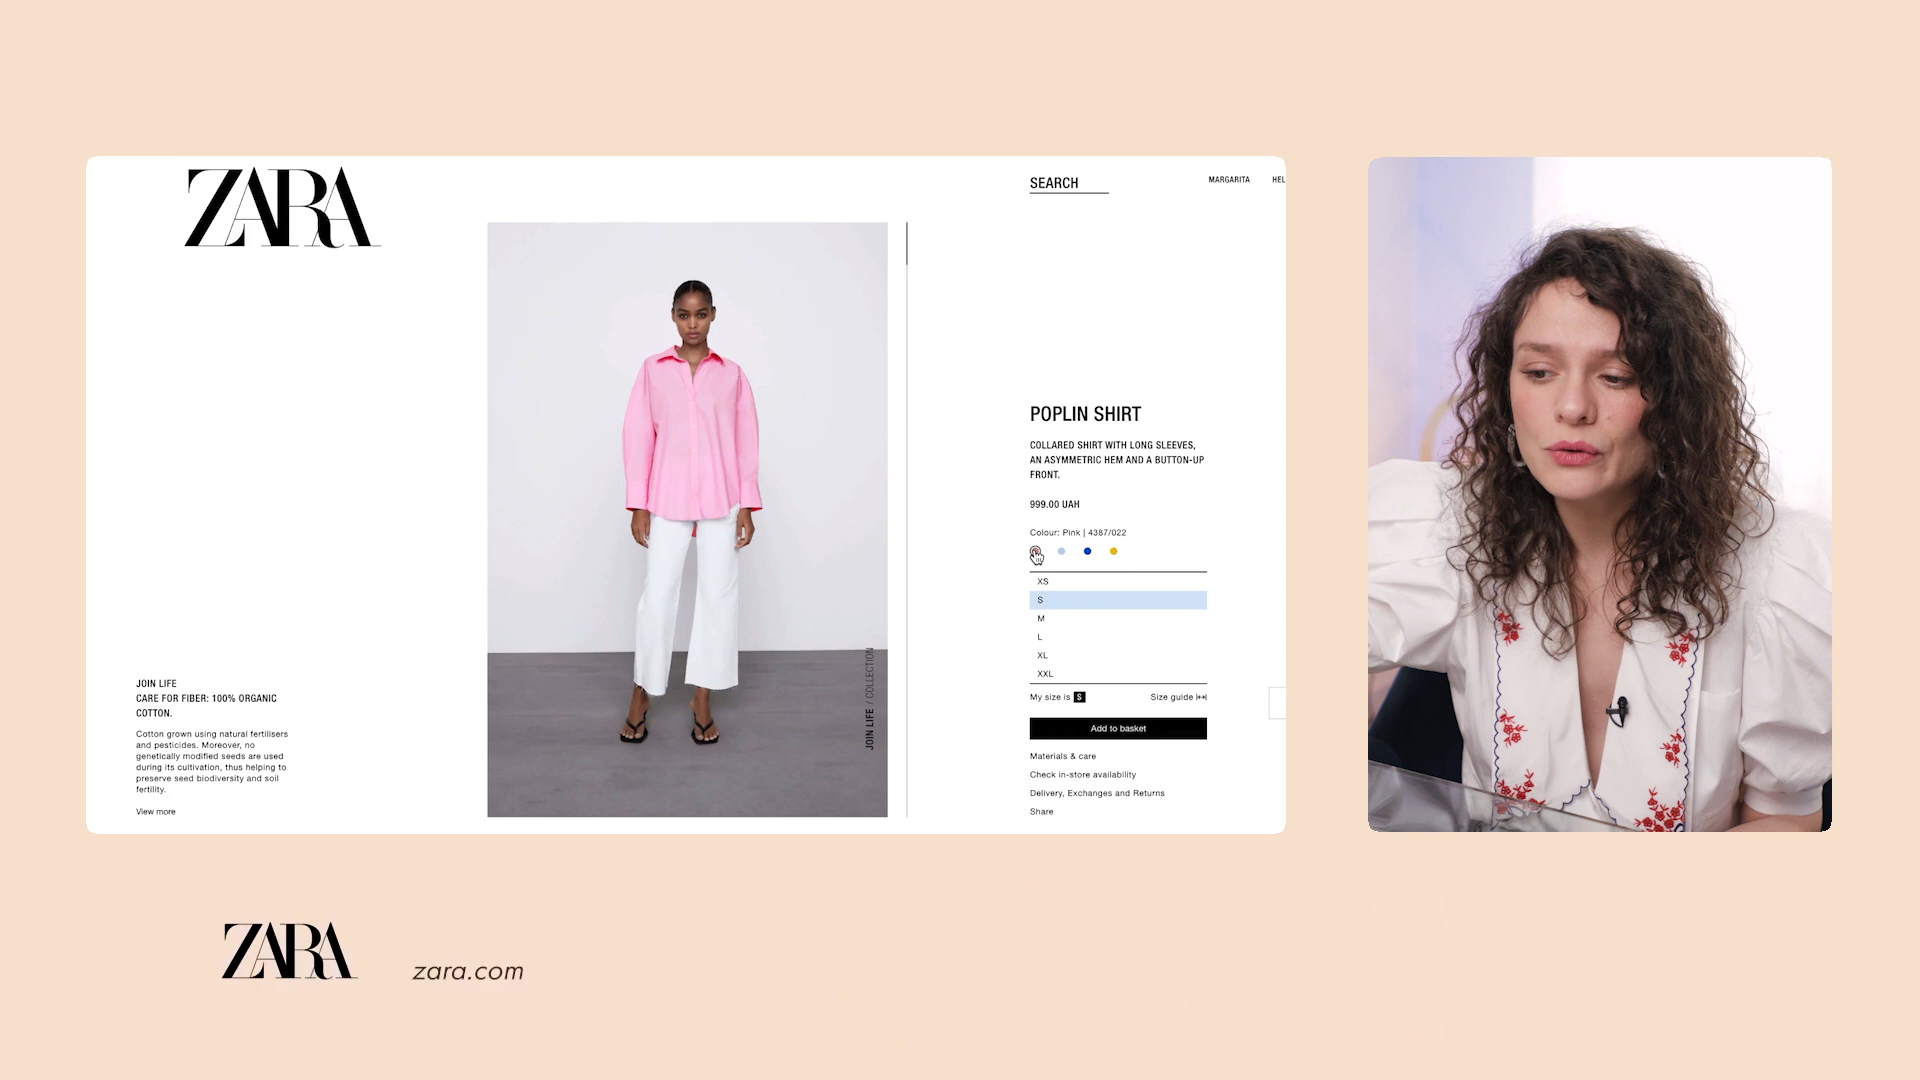 ZARA
SEARCH
MARGARITA
HEL
POPLIN SHIRT
COLLARED SHIRT WITH LONG SLEEVES,
AN ASYMMETRIC HEM AND A BUTTON-UP
FRONT.
999.00 UAH
Colour: Pink | 4387/022
XS
S
M
L
XL
XXL
My size is S
Size guide
Add to basket
Materials & care
Check in-store availability
Delivery, Exchanges and Returns
Share
JOIN LIFE / COLLECTION
JOIN LIFE
CARE FOR FIBER: 100% ORGANIC
COTTON.
Cotton grown using natural fertilisers
and pesticides. Moreover, no
genetically modified seeds are used
during its cultivation, thus helping to
preserve seed biodiversity and soil
fertility.
View more
ZARA
zara.com